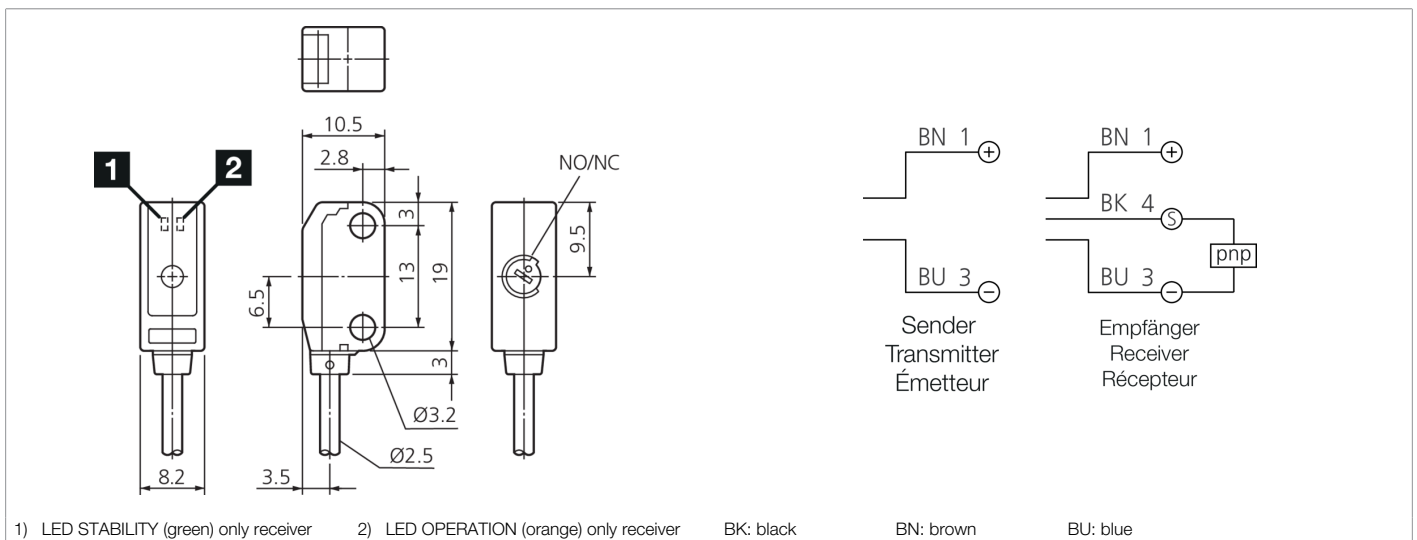 10.5
2.8
NO/NC
1
2
3
9.5
13
19
6.5
3
Ø3.2
Ø2.5
8.2
3.5
BN 1
+
BU 3
−
Sender
Transmitter
Émetteur
BN 1
+
BK 4
S
pnp
BU 3
−
Empfänger
Receiver
Récepteur
1) LED STABILITY (green) only receiver 2) LED OPERATION (orange) only receiver BK: black BN: brown BU: blue